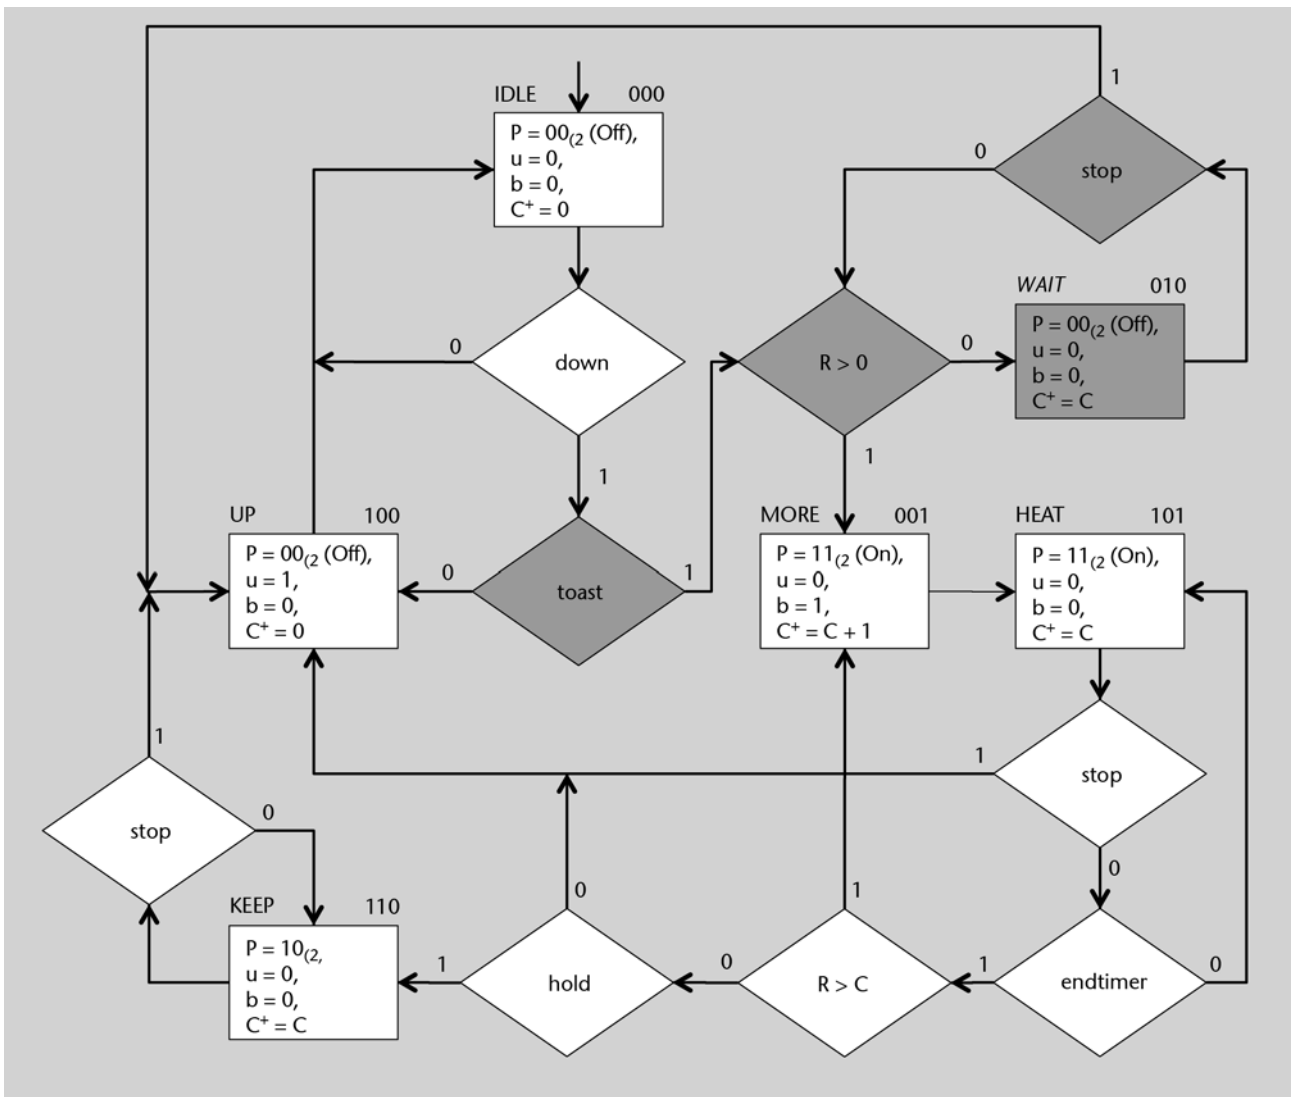 1
IDLE 000
P = 00(2 (Off),
u = 0,
b = 0,
C+ = 0
0
stop
WAIT 010
P = 00(2 (Off),
u = 0,
b = 0,
C+ = C
0
down
R > 0
0
1
1
UP 100
P = 00(2 (Off),
u = 1,
b = 0,
C+ = 0
0
toast
1
MORE 001
P = 11(2 (On),
u = 0,
b = 1,
C+ = C + 1
HEAT 101
P = 11(2 (On),
u = 0,
b = 0,
C+ = C
1
1
stop
stop
0
0
KEEP 110
P = 10(2,
u = 0,
b = 0,
C+ = C
0
1
1
hold
0
R > C
1
endtimer
0